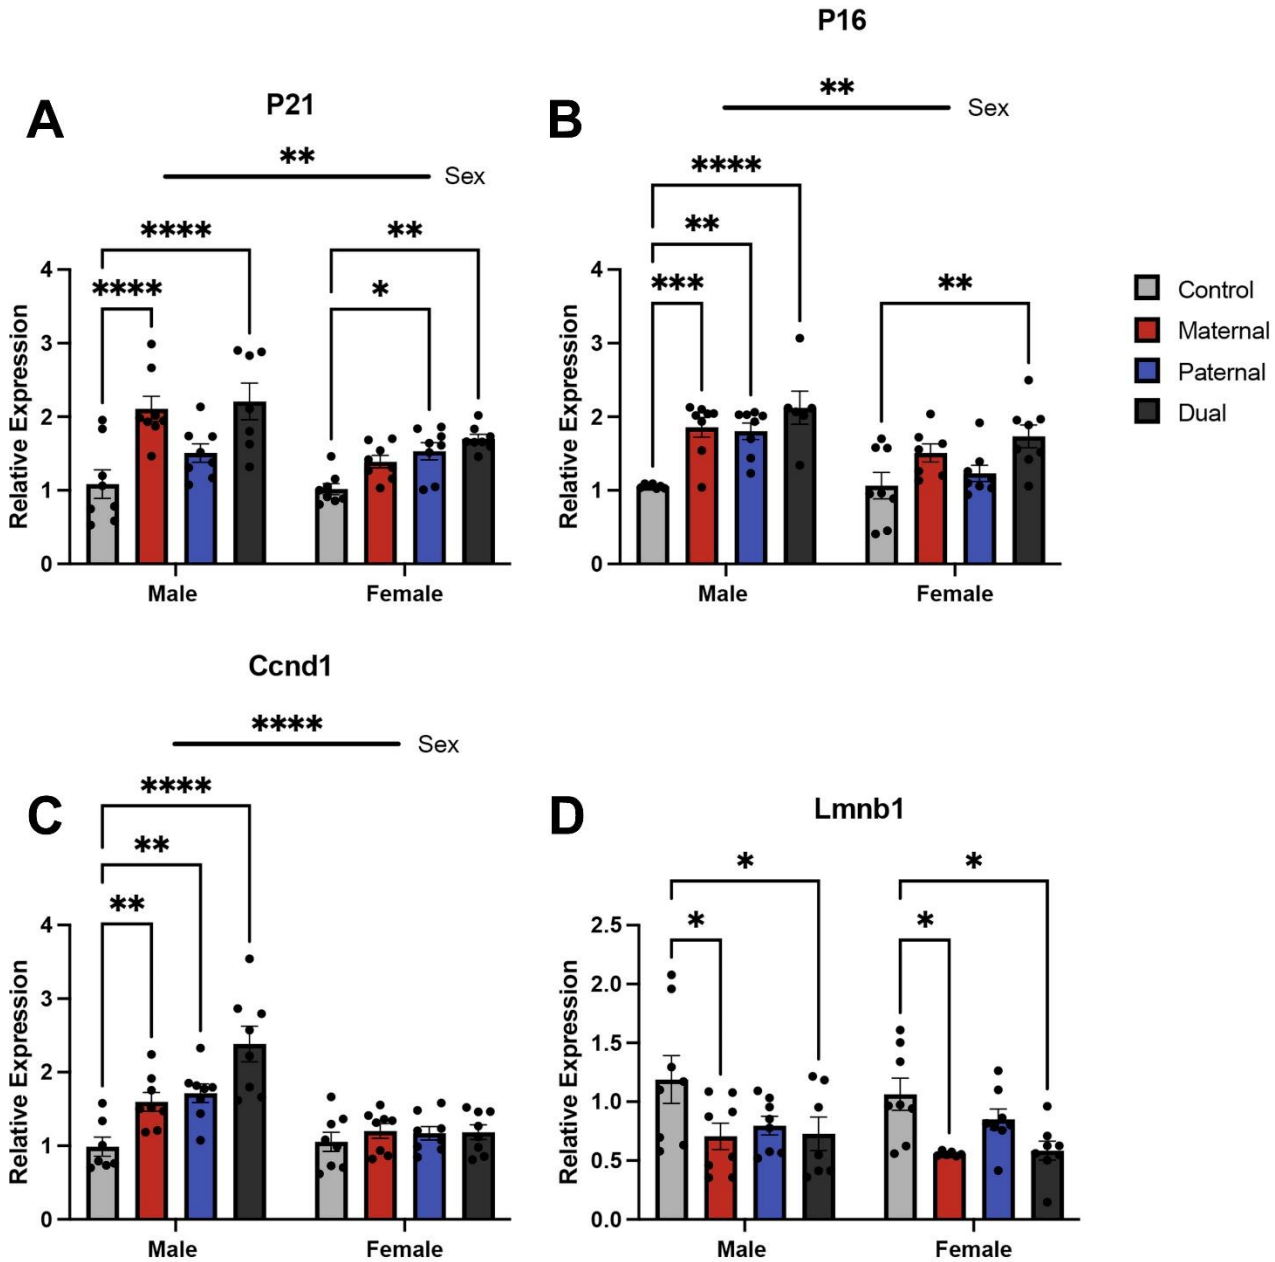 A
P21
**
Sex
****
**
****
*
4
3
2
1
0
Relative Expression
Male
Female
B
P16
**
Sex
****
**
***
**
4
3
2
1
0
Relative Expression
Male
Female
Control
Maternal
Paternal
Dual
C
Ccnd1
****
Sex
****
**
**
4
3
2
1
0
Relative Expression
Male
Female
D
Lmnb1
*
*
*
*
2.5
2.0
1.5
1.0
0.5
0.0
Relative Expression
Male
Female